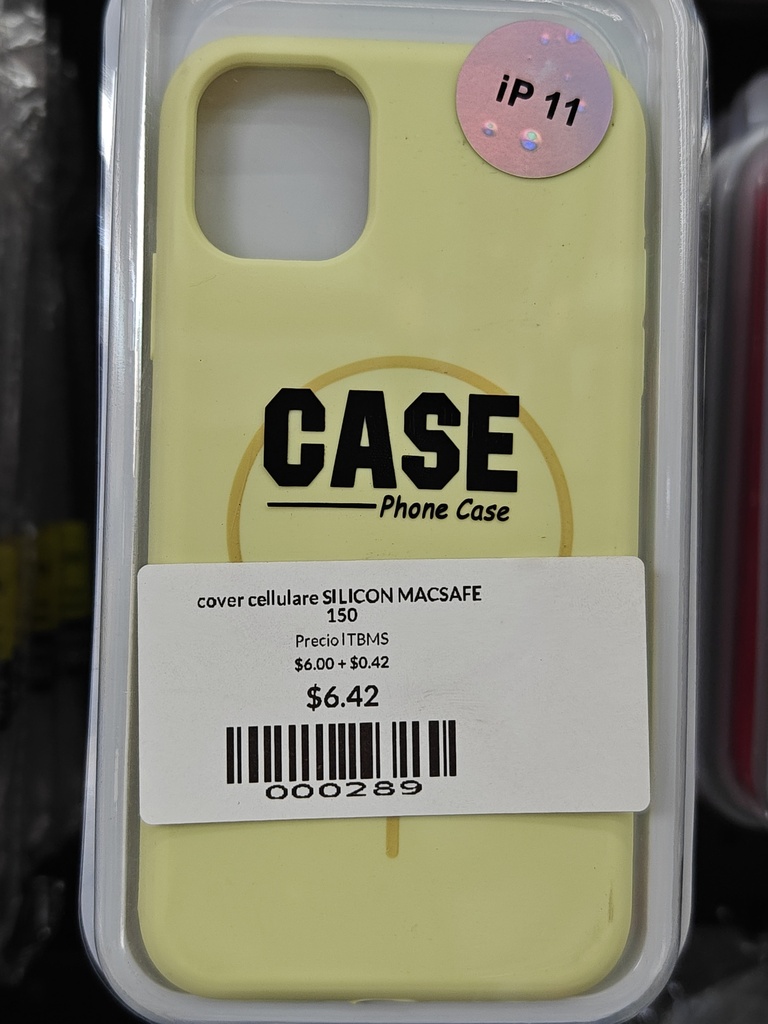 iP 11
CASE
Phone Case
cover cellulare SILICON MACSAFE
150
Precio ITBMS
$6.00 + $0.42
$6.42
000289